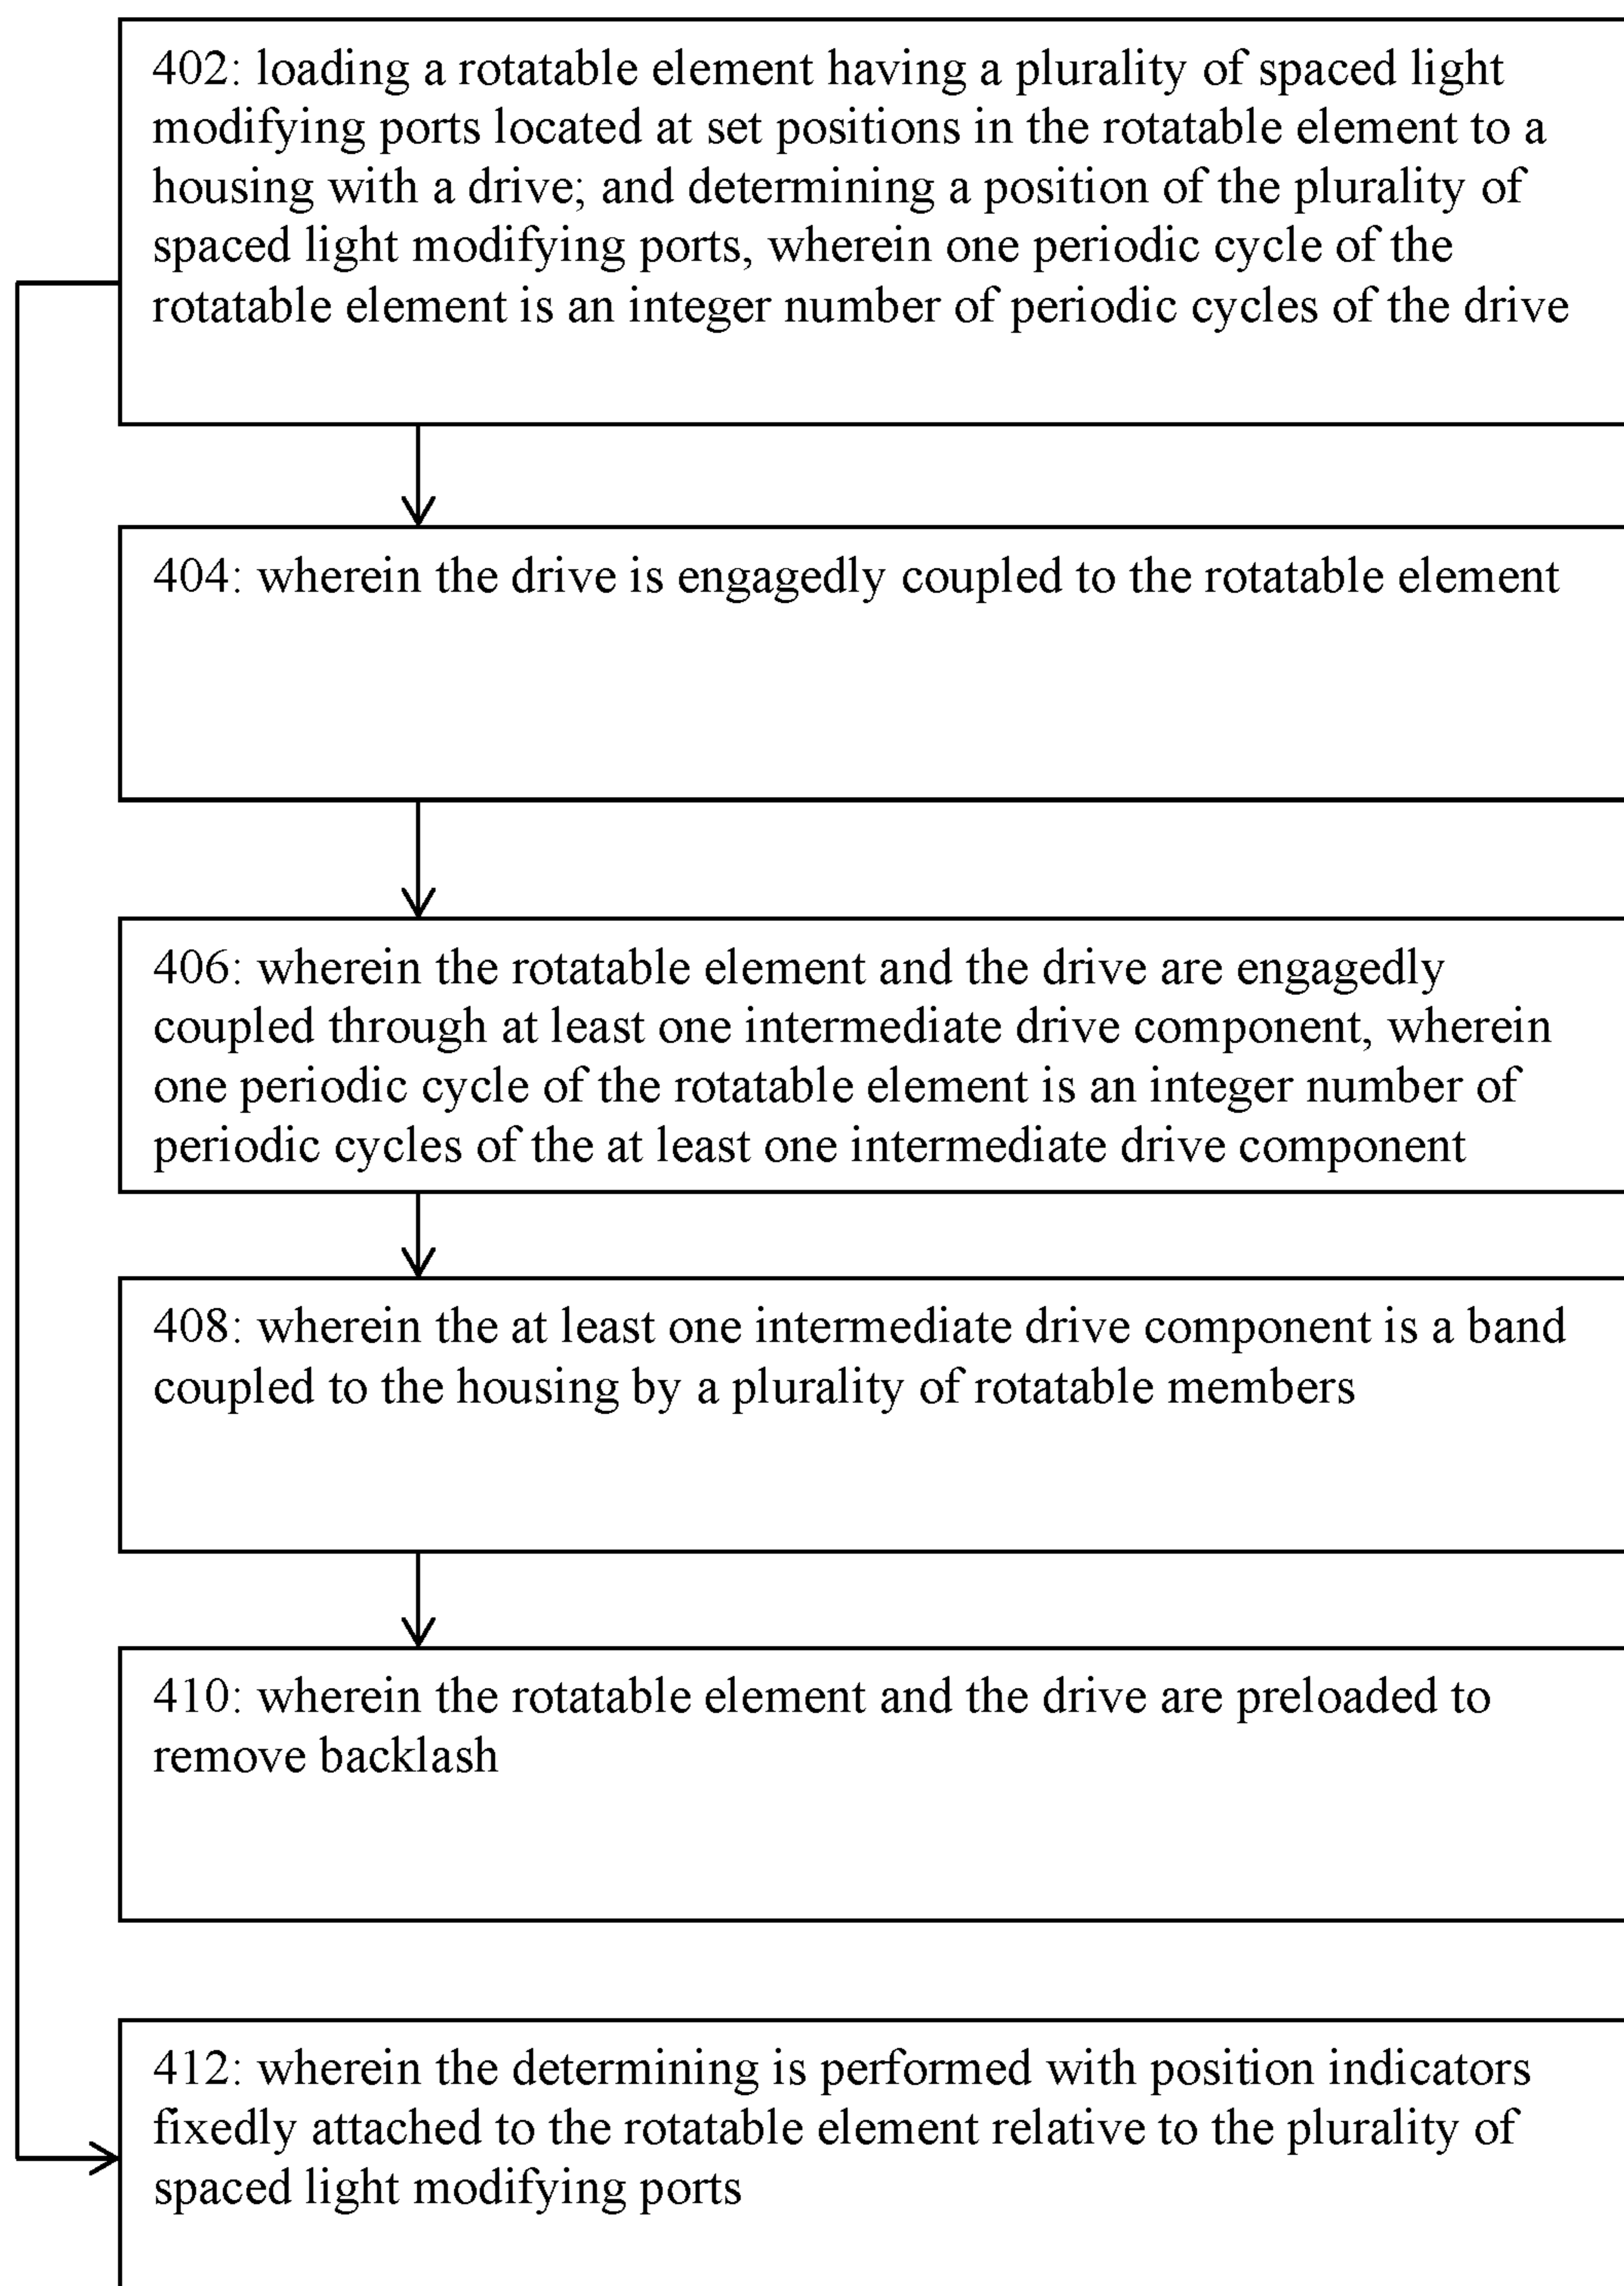 402: loading a rotatable element having a plurality of spaced light
modifying ports located at set positions in the rotatable element to a
housing with a drive; and determining a position of the plurality of
spaced light modifying ports, wherein one periodic cycle of the
rotatable element is an integer number of periodic cycles of the drive
404: wherein the drive is engagedly coupled to the rotatable element
406: wherein the rotatable element and the drive are engagedly
coupled through at least one intermediate drive component, wherein
one periodic cycle of the rotatable element is an integer number of
periodic cycles of the at least one intermediate drive component
408: wherein the at least one intermediate drive component is a band
coupled to the housing by a plurality of rotatable members
410: wherein the rotatable element and the drive are preloaded to
remove backlash
412: wherein the determining is performed with position indicators
fixedly attached to the rotatable element relative to the plurality of
spaced light modifying ports